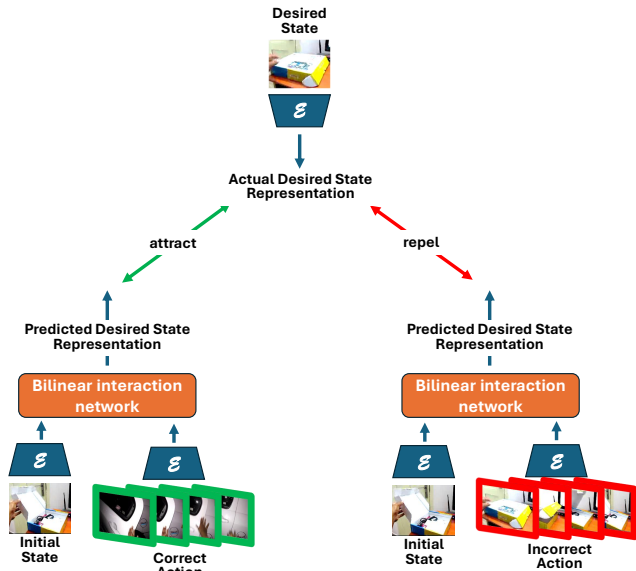 Desired
State
ℰ
Actual Desired State
Representation
attract
repel
Predicted Desired State
Representation
Predicted Desired State
Representation
Bilinear interaction
network
Bilinear interaction
network
ℰ
ℰ
ℰ
ℰ
Initial
State
Correct
Action
Initial
State
Incorrect
Action